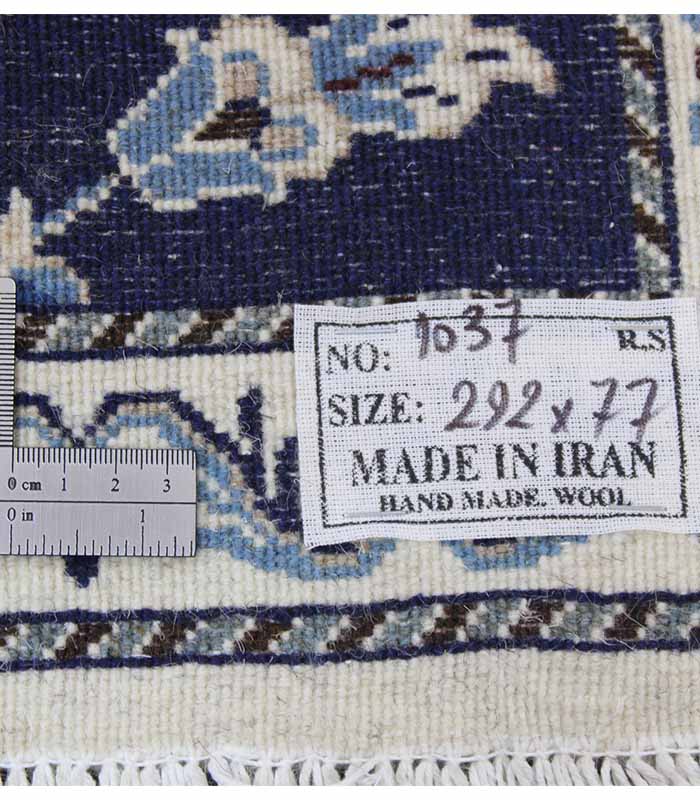 NO: 1037 R.S
SIZE: 292 x 77
MADE IN IRAN
HAND MADE. WOOL
0 cm 1 2 3
0 in 1